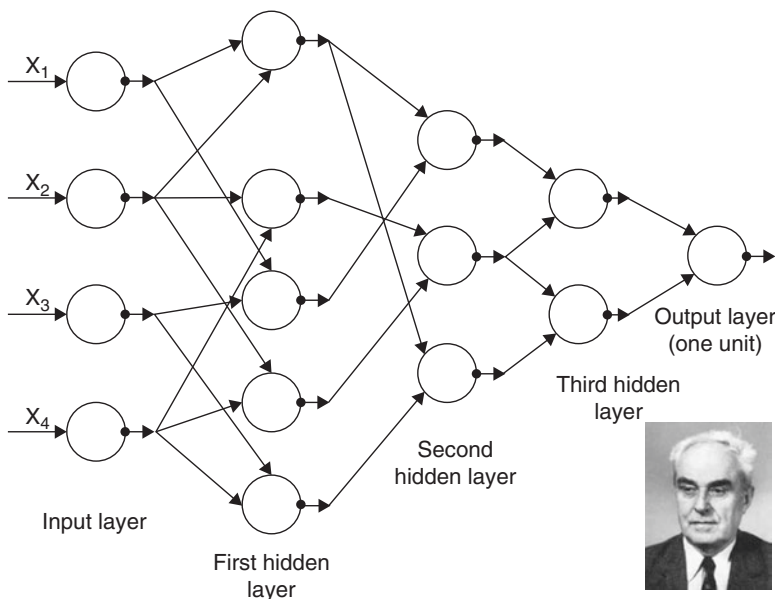 X1
X2
X3
X4
Input layer
First hidden
layer
Second
hidden layer
Third hidden
layer
Output layer
(one unit)